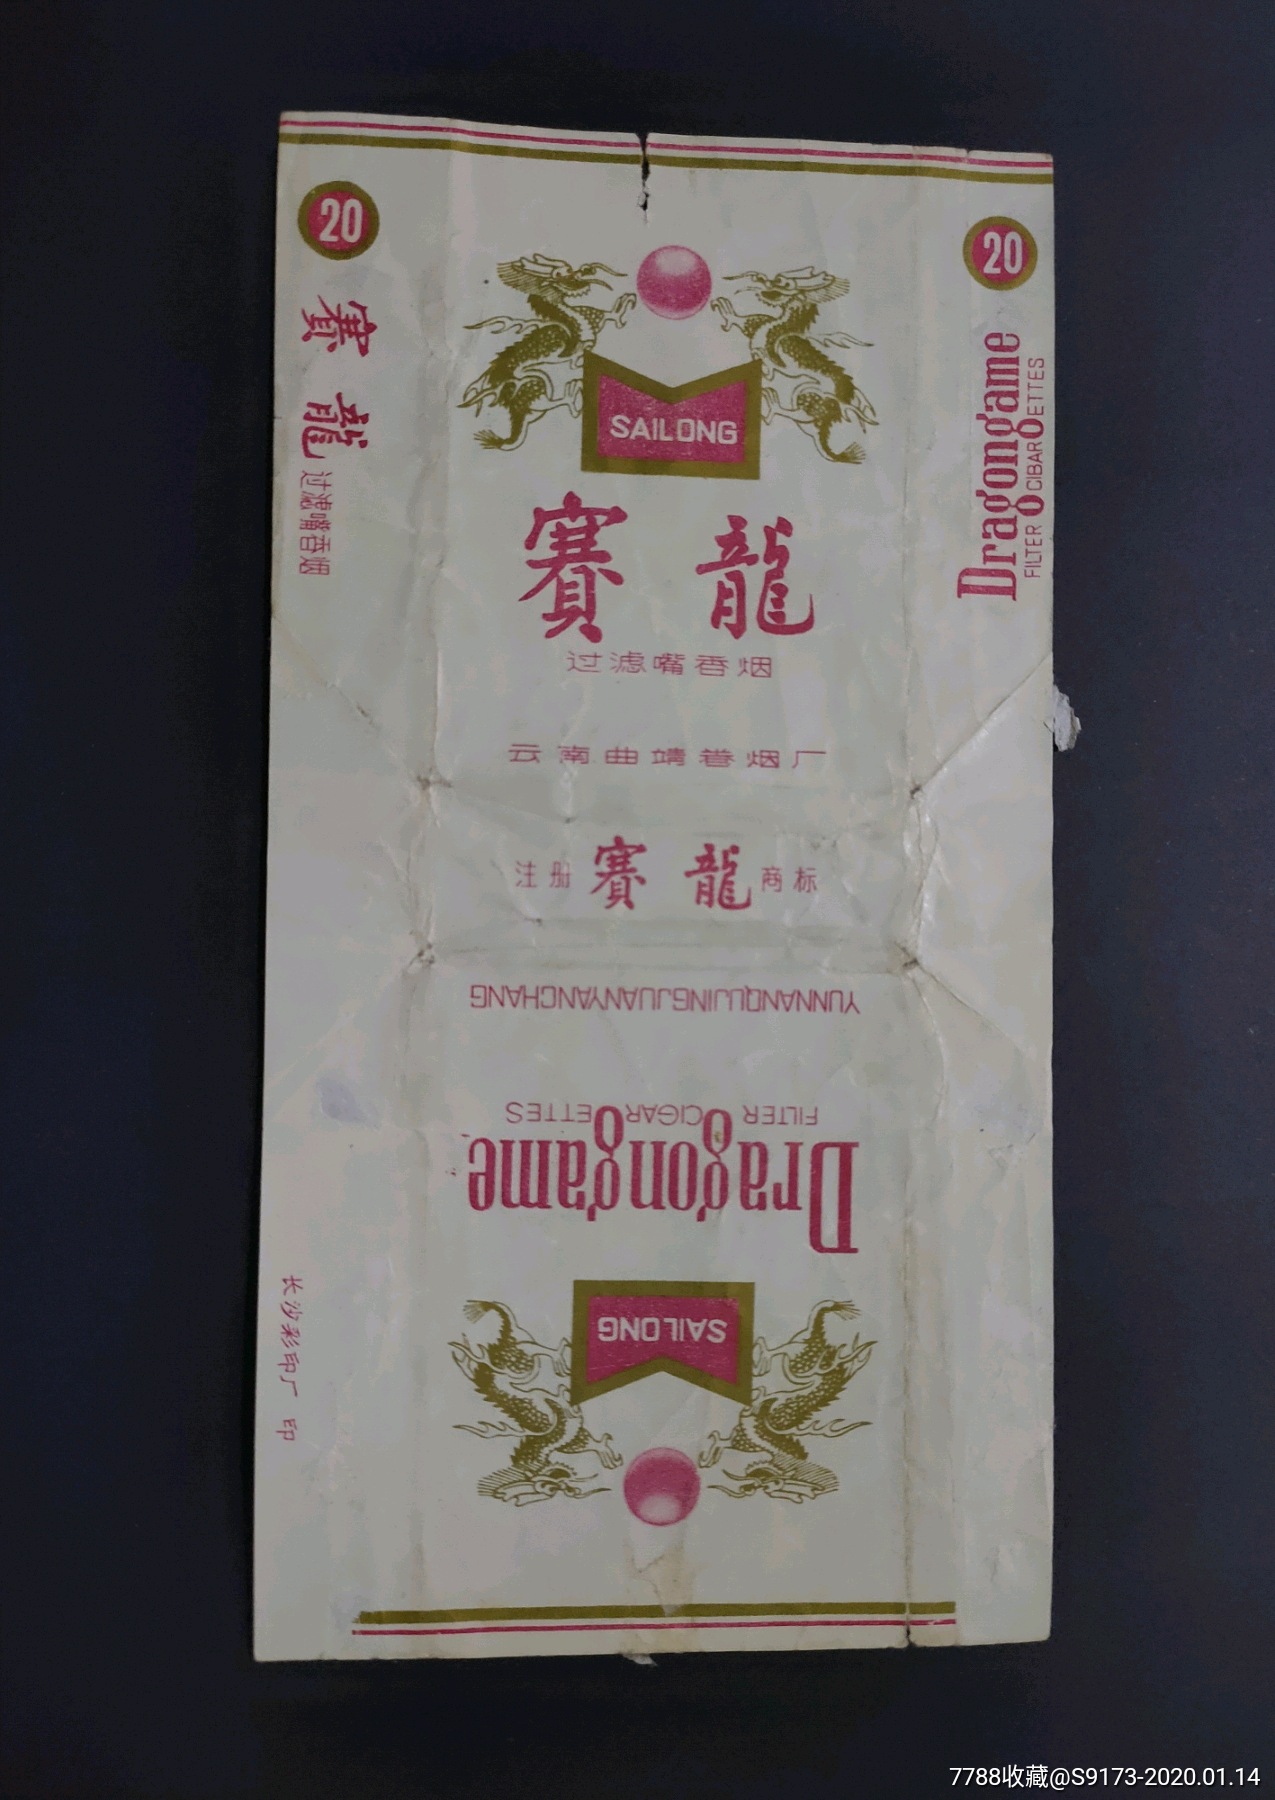 20
賽龍
过滤嘴香烟
20
Dragongame
FILTER CIBARETTES
SAILONG
賽龍
过滤嘴香烟
云南曲靖卷烟厂
注册 賽龍 商标
YUNNANQUJINGJUANYANCHANG
FILTER CIGARETTES
Dragongame
SAILONG
长沙彩印厂 印
7788收藏@S9173-2020.01.14